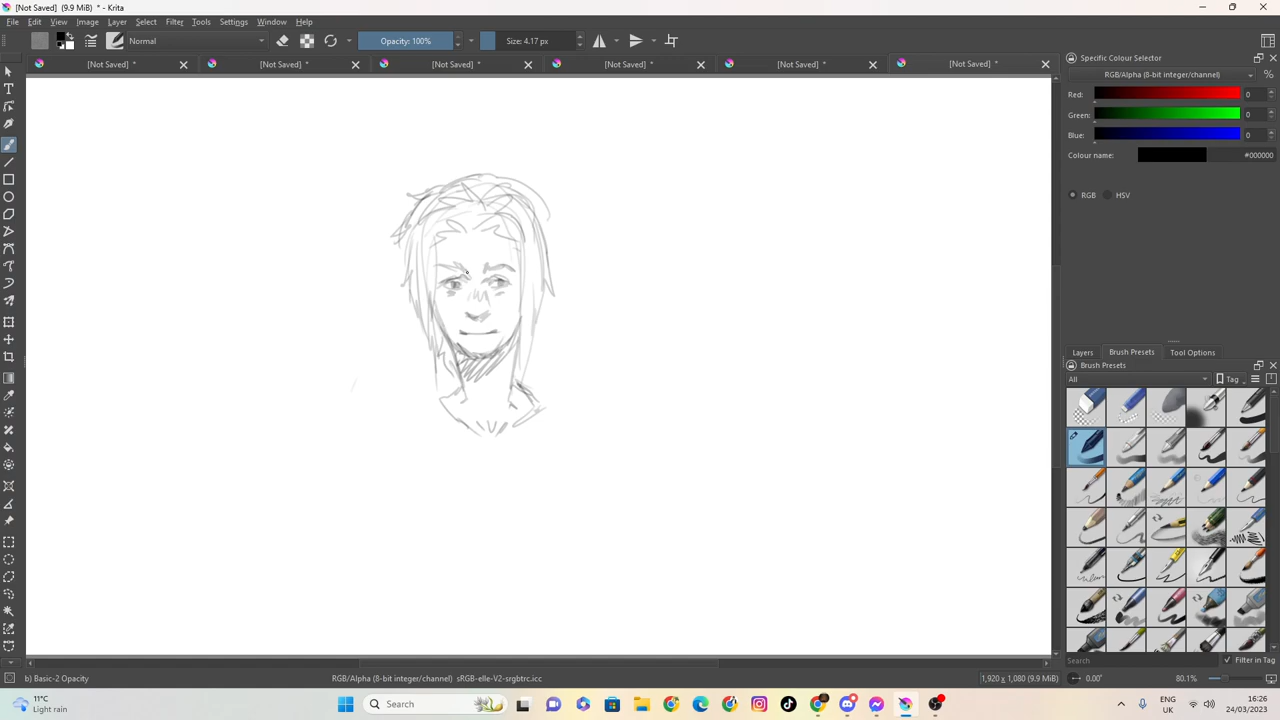 [Not Saved] (9.9 MiB) * - Krita
File Edit View Image Layer Select Filter Tools Settings Window Help
Normal Opacity: 100% Size: 4.17 px
[Not Saved] * [Not Saved] * [Not Saved] * [Not Saved] * [Not Saved] * [Not Saved] *
Specific Colour Selector
RGB/Alpha (8-bit integer/channel) %
Red: 0
Green: 0
Blue: 0
Colour name: #000000
RGB HSV
Layers Brush Presets Tool Options
Brush Presets
All Tag
Search Filter in Tag
b) Basic-2 Opacity RGB/Alpha (8-bit integer/channel) sRGB-elle-V2-srgbtrc.icc 1,920 x 1,080 (9.9 MiB) 0.00° 80.1%
11°C
Light rain
Search
ENG
UK
16:26
24/03/2023